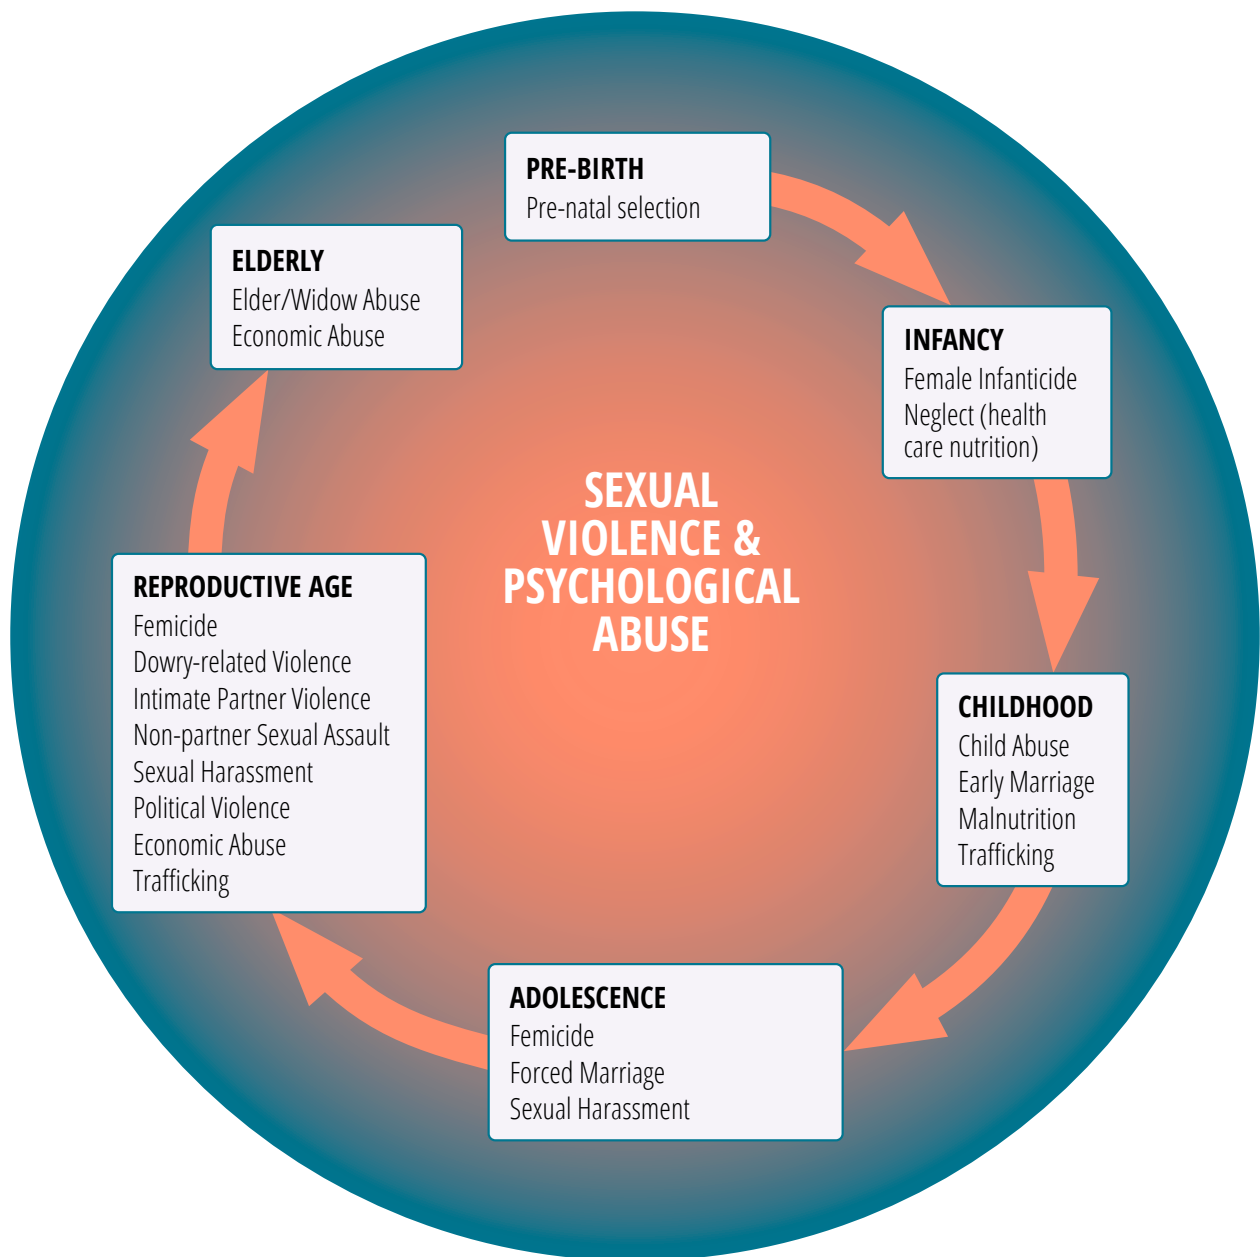 PRE-BIRTH
Pre-natal selection
INFANCY
Female Infanticide
Neglect (health
care nutrition)
CHILDHOOD
Child Abuse
Early Marriage
Malnutrition
Trafficking
ADOLESCENCE
Femicide
Forced Marriage
Sexual Harassment
REPRODUCTIVE AGE
Femicide
Dowry-related Violence
Intimate Partner Violence
Non-partner Sexual Assault
Sexual Harassment
Political Violence
Economic Abuse
Trafficking
ELDERLY
Elder/Widow Abuse
Economic Abuse
SEXUAL
VIOLENCE &
PSYCHOLOGICAL
ABUSE